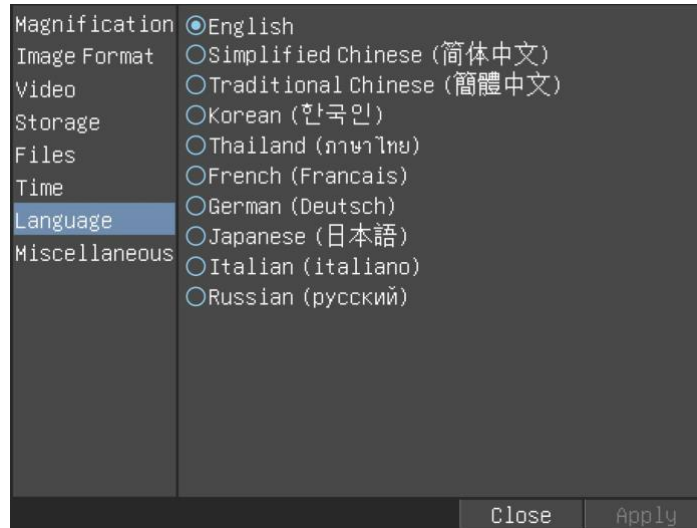 Magnification
Image Format
Video
Storage
Files
Time
Language
Miscellaneous
English
Simplified Chinese (简体中文)
Traditional Chinese (簡體中文)
Korean (한국인)
Thailand (ภาษาไทย)
French (Francais)
German (Deutsch)
Japanese (日本語)
Italian (italiano)
Russian (русский)
Close
Apply